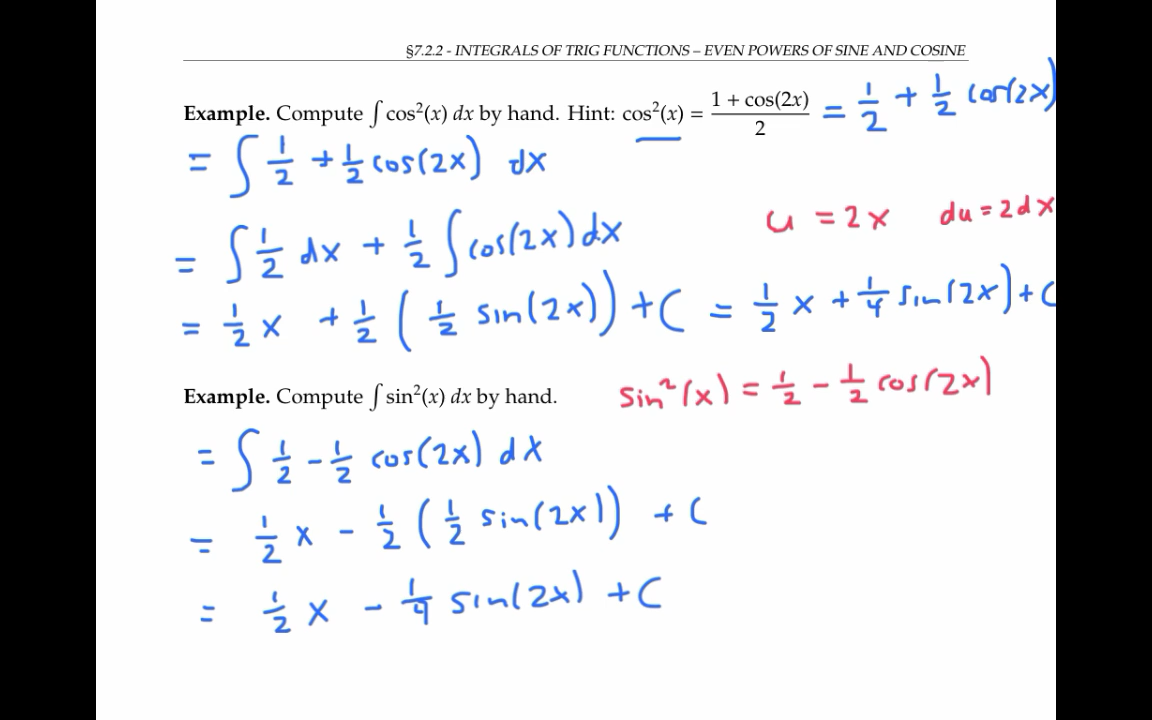 §7.2.2 - INTEGRALS OF TRIG FUNCTIONS – EVEN POWERS OF SINE AND COSINE
Example. Compute ∫ cos²(x) dx by hand. Hint: cos²(x) = (1 + cos(2x))/2 = 1/2 + 1/2 cos(2x)
= ∫ 1/2 + 1/2 cos(2x) dx
u = 2x du = 2dx
= ∫ 1/2 dx + 1/2 ∫ cos(2x) dx
= 1/2 x + 1/2 ( 1/2 sin(2x)) + C = 1/2 x + 1/4 sin(2x) + C
Example. Compute ∫ sin²(x) dx by hand. sin²(x) = 1/2 - 1/2 cos(2x)
= ∫ 1/2 - 1/2 cos(2x) dx
= 1/2 x - 1/2 ( 1/2 sin(2x)) + C
= 1/2 x - 1/4 sin(2x) + C